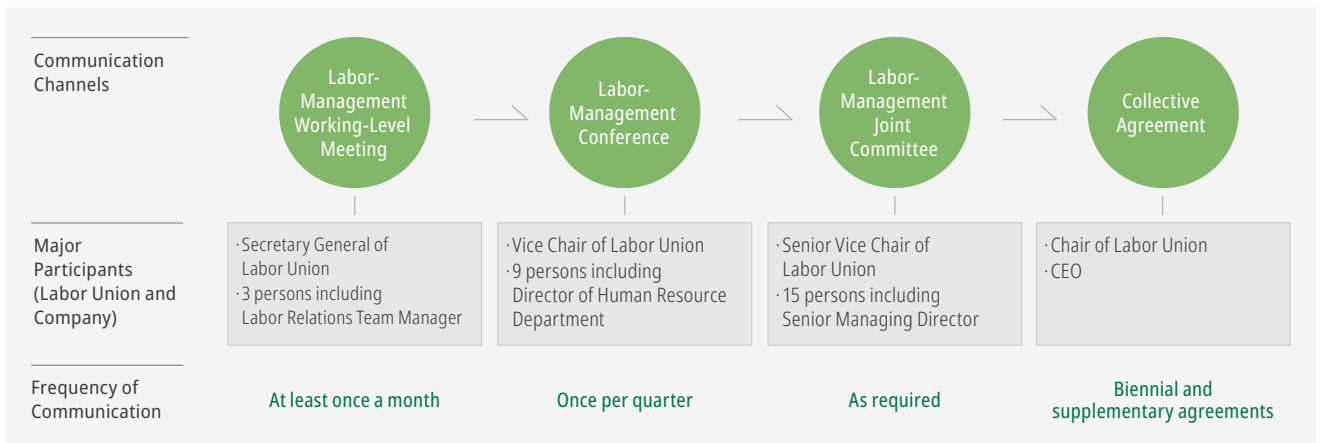 Communication
Channels
Labor-
Management
Working-Level
Meeting
Labor-
Management
Conference
Labor-
Management
Joint
Committee
Collective
Agreement
Major
Participants
(Labor Union and
Company)
·Secretary General of
Labor Union
·3 persons including
Labor Relations Team Manager
·Vice Chair of Labor Union
·9 persons including
Director of Human Resource
Department
·Senior Vice Chair of
Labor Union
·15 persons including
Senior Managing Director
·Chair of Labor Union
·CEO
Frequency of
Communication
At least once a month
Once per quarter
As required
Biennial and
supplementary agreements